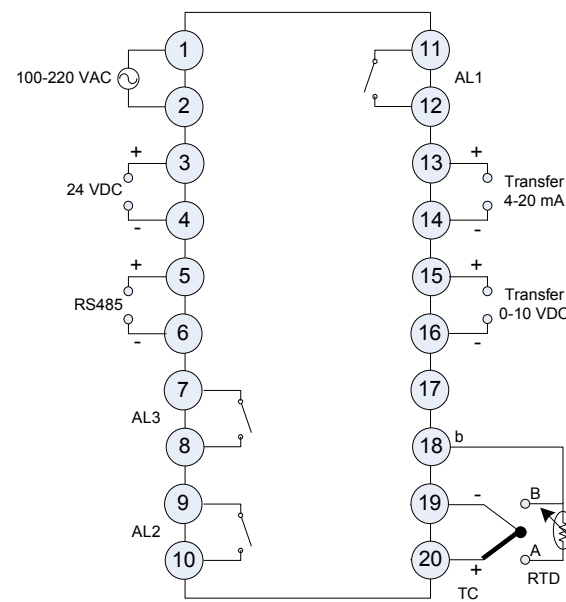 1
100-220 VAC
2
+
3
24 VDC
-
4
+
5
RS485
-
6
7
AL3
8
9
AL2
10
11
AL1
12
13
+
Transfer
4-20 mA
14
-
15
+
Transfer
0-10 VDC
16
-
17
18
b
19
-
B
20
+
A
TC
RTD